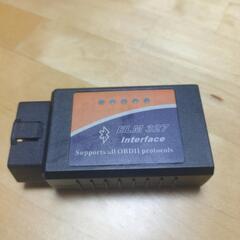 ELM 327
Interface
Supports all OBDII protocols